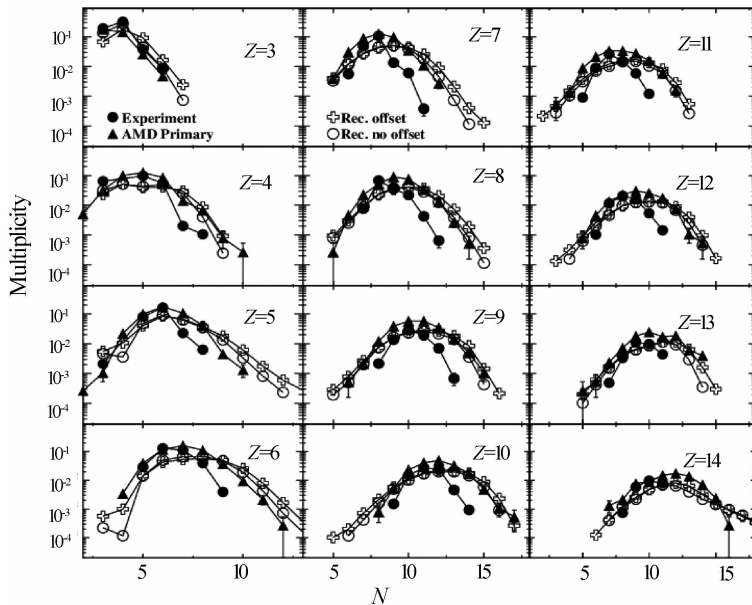 Multiplicity
10⁻¹
10⁻²
10⁻³
10⁻⁴
Z=3
Experiment
AMD Primary
Z=7
Rec. offset
Rec. no offset
Z=11
10⁻¹
10⁻²
10⁻³
10⁻⁴
Z=4
Z=8
Z=12
10⁻¹
10⁻²
10⁻³
10⁻⁴
Z=5
Z=9
Z=13
10⁻¹
10⁻²
10⁻³
10⁻⁴
Z=6
Z=10
Z=14
5 10 5 10 15 5 10 15
N